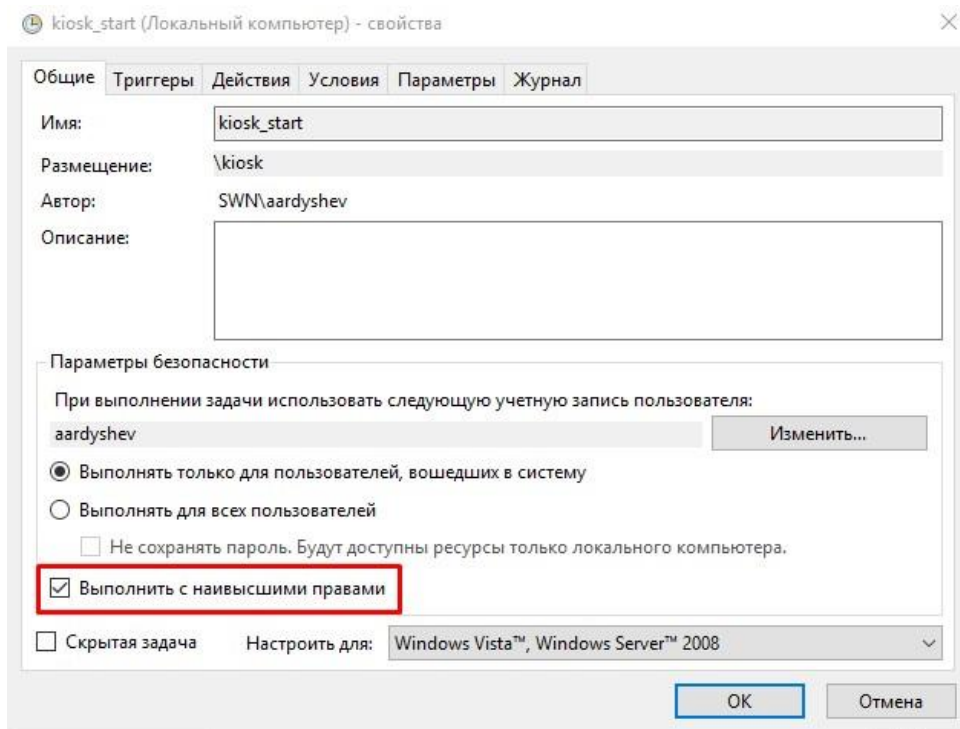 kiosk_start (Локальный компьютер) - свойства
Общие Триггеры Действия Условия Параметры Журнал
Имя: kiosk_start
Размещение: \kiosk
Автор: SWN\aardyshev
Описание:
Параметры безопасности
При выполнении задачи использовать следующую учетную запись пользователя:
aardyshev Изменить...
Выполнять только для пользователей, вошедших в систему
Выполнять для всех пользователей
Не сохранять пароль. Будут доступны ресурсы только локального компьютера.
Выполнить с наивысшими правами
Скрытая задача Настроить для: Windows Vista™, Windows Server™ 2008
OK Отмена